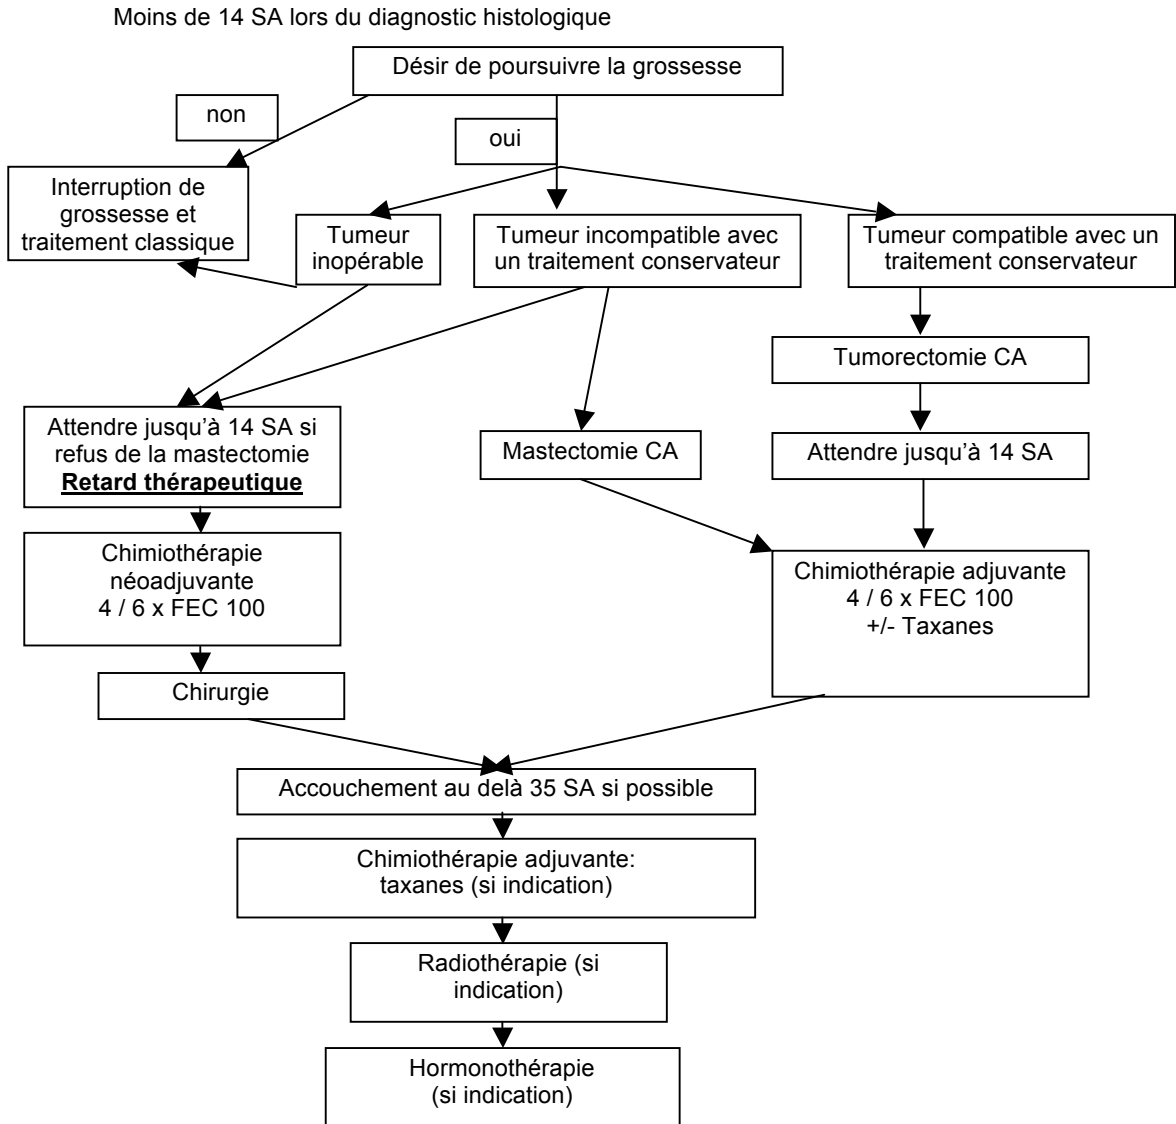 Moins de 14 SA lors du diagnostic histologique
Désir de poursuivre la grossesse
non
oui
Interruption de
grossesse et
traitement classique
Tumeur
inopérable
Tumeur incompatible avec
un traitement conservateur
Tumeur compatible avec un
traitement conservateur
Tumorectomie CA
Attendre jusqu’à 14 SA si
refus de la mastectomie
Retard thérapeutique
Mastectomie CA
Attendre jusqu’à 14 SA
Chimiothérapie
néoadjuvante
4 / 6 x FEC 100
Chimiothérapie adjuvante
4 / 6 x FEC 100
+/- Taxanes
Chirurgie
Accouchement au delà 35 SA si possible
Chimiothérapie adjuvante:
taxanes (si indication)
Radiothérapie (si
indication)
Hormonothérapie
(si indication)